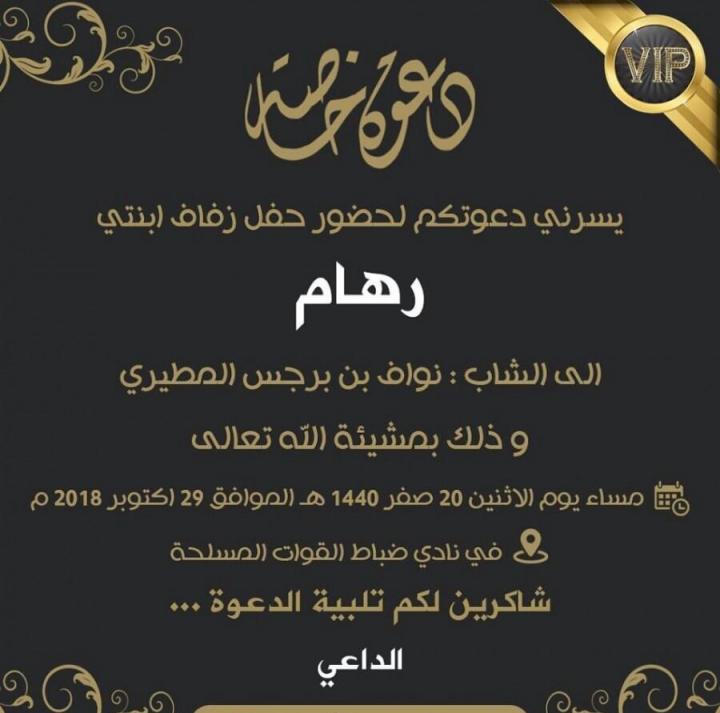 VIP
دعوة خاصة
يسرني دعوتكم لحضور حفل زفاف ابنتي
رهام
الى الشاب : نواف بن برجس المطيري
و ذلك بمشيئة الله تعالى
مساء يوم الاثنين 20 صفر 1440 هـ الموافق 29 اكتوبر 2018 م
في نادي ضباط القوات المسلحة
شاكرين لكم تلبية الدعوة ...
الداعي